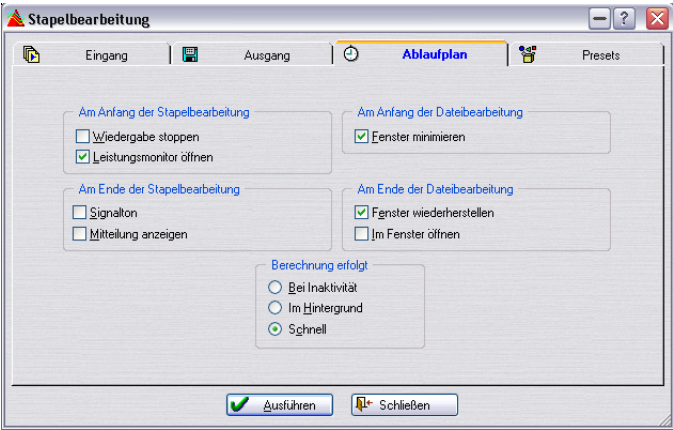 Stapelbearbeitung
Eingang
Ausgang
Ablaufplan
Presets
Am Anfang der Stapelbearbeitung
Wiedergabe stoppen
Leistungsmonitor öffnen
Am Anfang der Dateibearbeitung
Fenster minimieren
Am Ende der Stapelbearbeitung
Signalton
Mitteilung anzeigen
Am Ende der Dateibearbeitung
Fenster wiederherstellen
Im Fenster öffnen
Berechnung erfolgt
Bei Inaktivität
Im Hintergrund
Schnell
Ausführen
Schließen